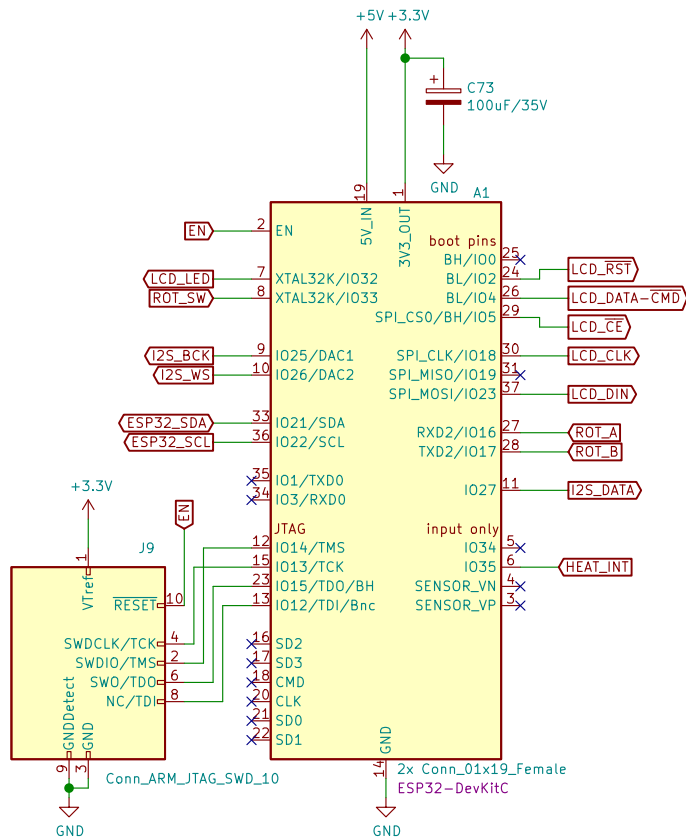 +5V +3.3V
C73
100uF/35V
GND
A1
19
1
5V_IN
3V3_OUT
EN
2
EN
boot pins
BH/IO0
25
BL/IO2
24
LCD_RST
LCD_LED
7
XTAL32K/IO32
ROT_SW
8
XTAL32K/IO33
BL/IO4
26
LCD_DATA-CMD
SPI_CS0/BH/IO5
29
LCD_CE
I2S_BCK
9
IO25/DAC1
SPI_CLK/IO18
30
LCD_CLK
I2S_WS
10
IO26/DAC2
SPI_MISO/IO19
31
SPI_MOSI/IO23
37
LCD_DIN
ESP32_SDA
33
IO21/SDA
RXD2/IO16
27
ROT_A
ESP32_SCL
36
IO22/SCL
TXD2/IO17
28
ROT_B
35
IO1/TXD0
34
IO3/RXD0
IO27
11
I2S_DATA
JTAG
input only
12
IO14/TMS
IO34
5
15
IO13/TCK
IO35
6
HEAT_INT
23
IO15/TDO/BH
SENSOR_VN
4
13
IO12/TDI/Bnc
SENSOR_VP
3
16
SD2
17
SD3
18
CMD
20
CLK
21
SD0
22
SD1
GND
14
2x Conn_01x19_Female
ESP32-DevKitC
GND
+3.3V
EN
J9
1
VTref
RESET
10
SWDCLK/TCK
4
SWDIO/TMS
2
SWO/TDO
6
NC/TDI
8
GNDDetect
GND
9
3
Conn_ARM_JTAG_SWD_10
GND